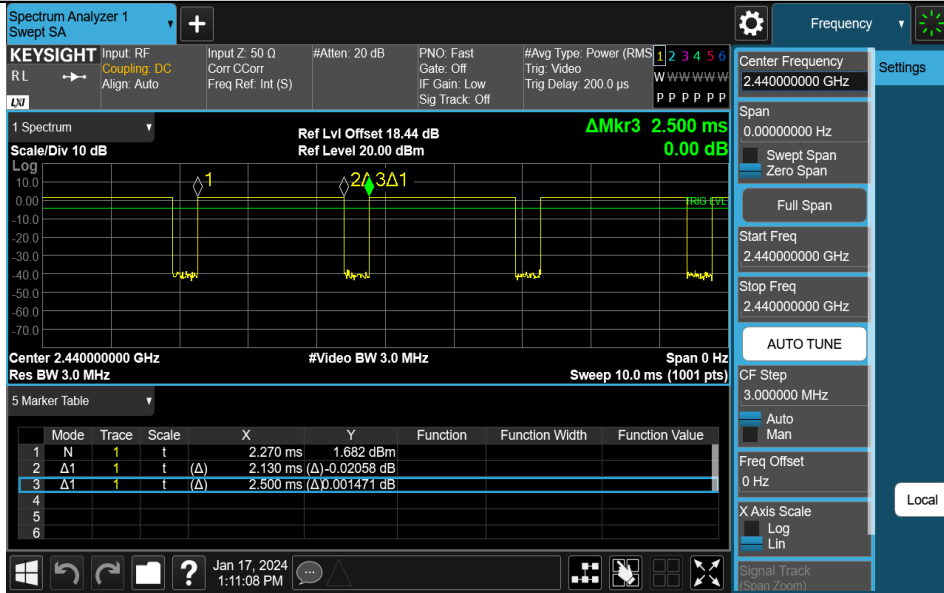 Spectrum Analyzer 1
Swept SA
+
Frequency
KEYSIGHT
R L
LXI
Input: RF
Coupling: DC
Align: Auto
Input Z: 50 Ω
Corr CCorr
Freq Ref: Int (S)
#Atten: 20 dB
PNO: Fast
Gate: Off
IF Gain: Low
Sig Track: Off
#Avg Type: Power (RMS
Trig: Video
Trig Delay: 200.0 µs
1 2 3 4 5 6
W W W W W W
P P P P P P
1 Spectrum
Scale/Div 10 dB
Ref Lvl Offset 18.44 dB
Ref Level 20.00 dBm
ΔMkr3 2.500 ms
0.00 dB
Log
10.0
0.00
-10.0
-20.0
-30.0
-40.0
-50.0
-60.0
-70.0
1
2Δ 3Δ1
TRIG LVL
Center 2.440000000 GHz
#Video BW 3.0 MHz
Span 0 Hz
Res BW 3.0 MHz
Sweep 10.0 ms (1001 pts)
5 Marker Table
Mode Trace Scale X Y Function Function Width Function Value
1 N 1 t 2.270 ms 1.682 dBm
2 Δ1 1 t (Δ) 2.130 ms (Δ)-0.02058 dB
3 Δ1 1 t (Δ) 2.500 ms (Δ)0.001471 dB
4
5
6
?
Jan 17, 2024
1:11:08 PM
Center Frequency
2.440000000 GHz
Settings
Span
0.00000000 Hz
Swept Span
Zero Span
Full Span
Start Freq
2.440000000 GHz
Stop Freq
2.440000000 GHz
AUTO TUNE
CF Step
3.000000 MHz
Auto
Man
Freq Offset
0 Hz
Local
X Axis Scale
Log
Lin
Signal Track
(Span Zoom)